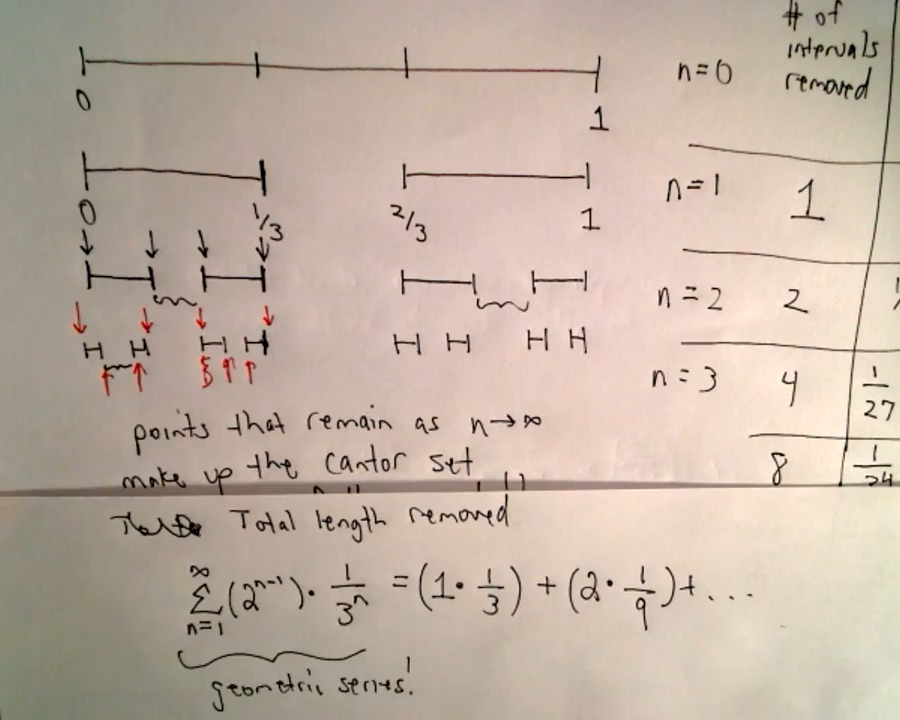 # of
intervals
removed
n=0
0 1
n=1 1
0 1/3 2/3 1
n=2 2
n=3 4 1/27
8
points that remain as n→∞
make up the Cantor set
Total length removed
∞
∑ (2^{n-1}) · 1/3^n = (1 · 1/3) + (2 · 1/9) + ...
n=1
geometric series!